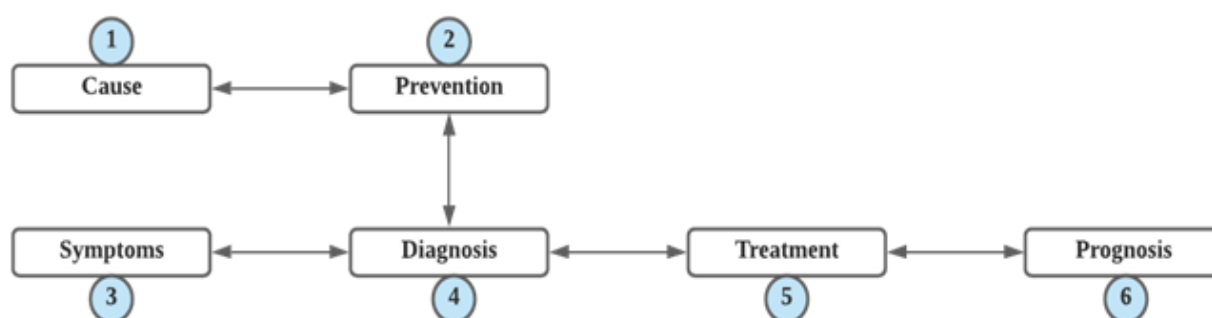 1
2
Cause
Prevention
Symptoms
Diagnosis
Treatment
Prognosis
3
4
5
6